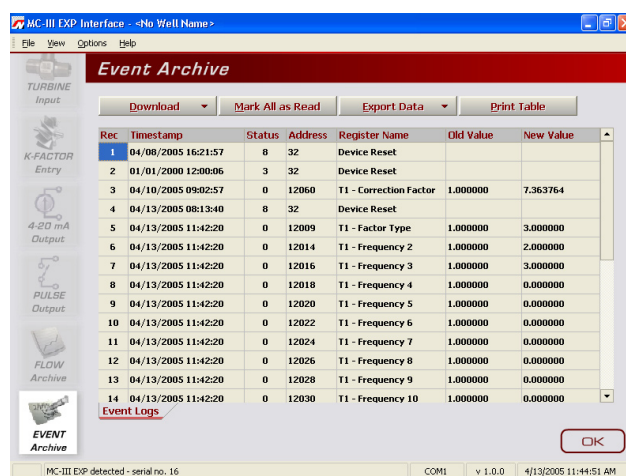 MC-III EXP Interface - <No Well Name>
File View Options Help
Event Archive
TURBINE
Input
K-FACTOR
Entry
4-20 mA
Output
PULSE
Output
FLOW
Archive
EVENT
Archive
Download Mark All as Read Export Data Print Table
Rec Timestamp Status Address Register Name Old Value New Value
1 04/08/2005 16:21:57 8 32 Device Reset
2 01/01/2000 12:00:06 3 32 Device Reset
3 04/10/2005 09:02:57 0 12060 T1 - Correction Factor 1.000000 7.363764
4 04/13/2005 08:13:40 8 32 Device Reset
5 04/13/2005 11:42:20 0 12009 T1 - Factor Type 1.000000 3.000000
6 04/13/2005 11:42:20 0 12014 T1 - Frequency 2 1.000000 2.000000
7 04/13/2005 11:42:20 0 12016 T1 - Frequency 3 1.000000 3.000000
8 04/13/2005 11:42:20 0 12018 T1 - Frequency 4 1.000000 0.000000
9 04/13/2005 11:42:20 0 12020 T1 - Frequency 5 1.000000 0.000000
10 04/13/2005 11:42:20 0 12022 T1 - Frequency 6 1.000000 0.000000
11 04/13/2005 11:42:20 0 12024 T1 - Frequency 7 1.000000 0.000000
12 04/13/2005 11:42:20 0 12026 T1 - Frequency 8 1.000000 0.000000
13 04/13/2005 11:42:20 0 12028 T1 - Frequency 9 1.000000 0.000000
14 04/13/2005 11:42:20 0 12030 T1 - Frequency 10 1.000000 0.000000
Event Logs
OK
MC-III EXP detected - serial no. 16 COM1 v 1.0.0 4/13/2005 11:44:51 AM